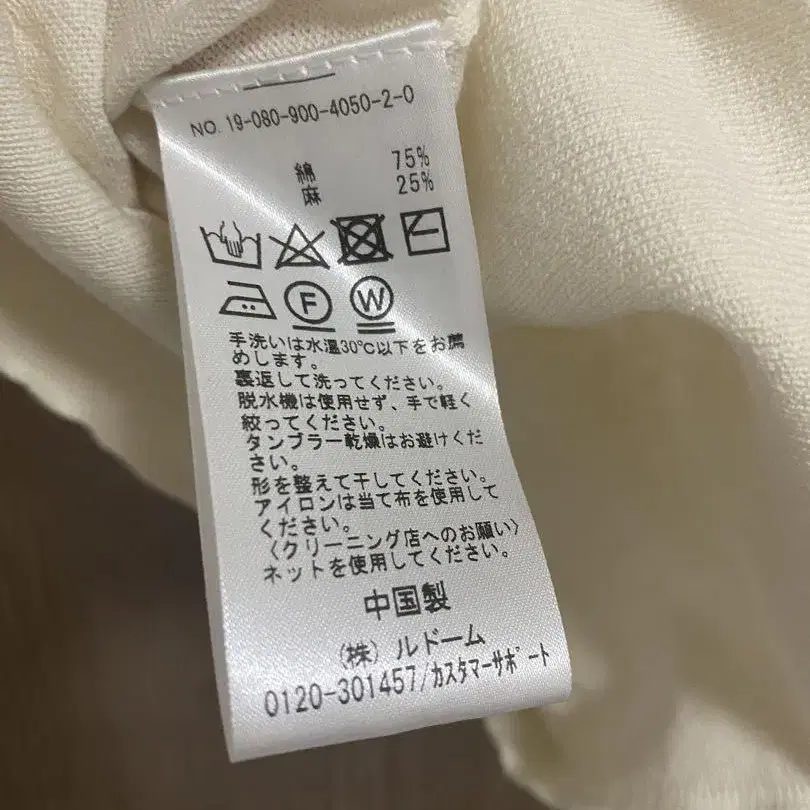 NO. 19-080-900-4050-2-0
綿 75%
麻 25%
F W
手洗いは水温30℃以下をお薦
めします。
裏返して洗ってください。
脱水機は使用せず、手で軽く
絞ってください。
タンブラー乾燥はお避けくだ
さい。
形を整えて干してください。
アイロンは当て布を使用して
ください。
〈クリーニング店へのお願い〉
ネットを使用してください。
中国製
(株) ルドーム
0120-301457/カスタマーサポート